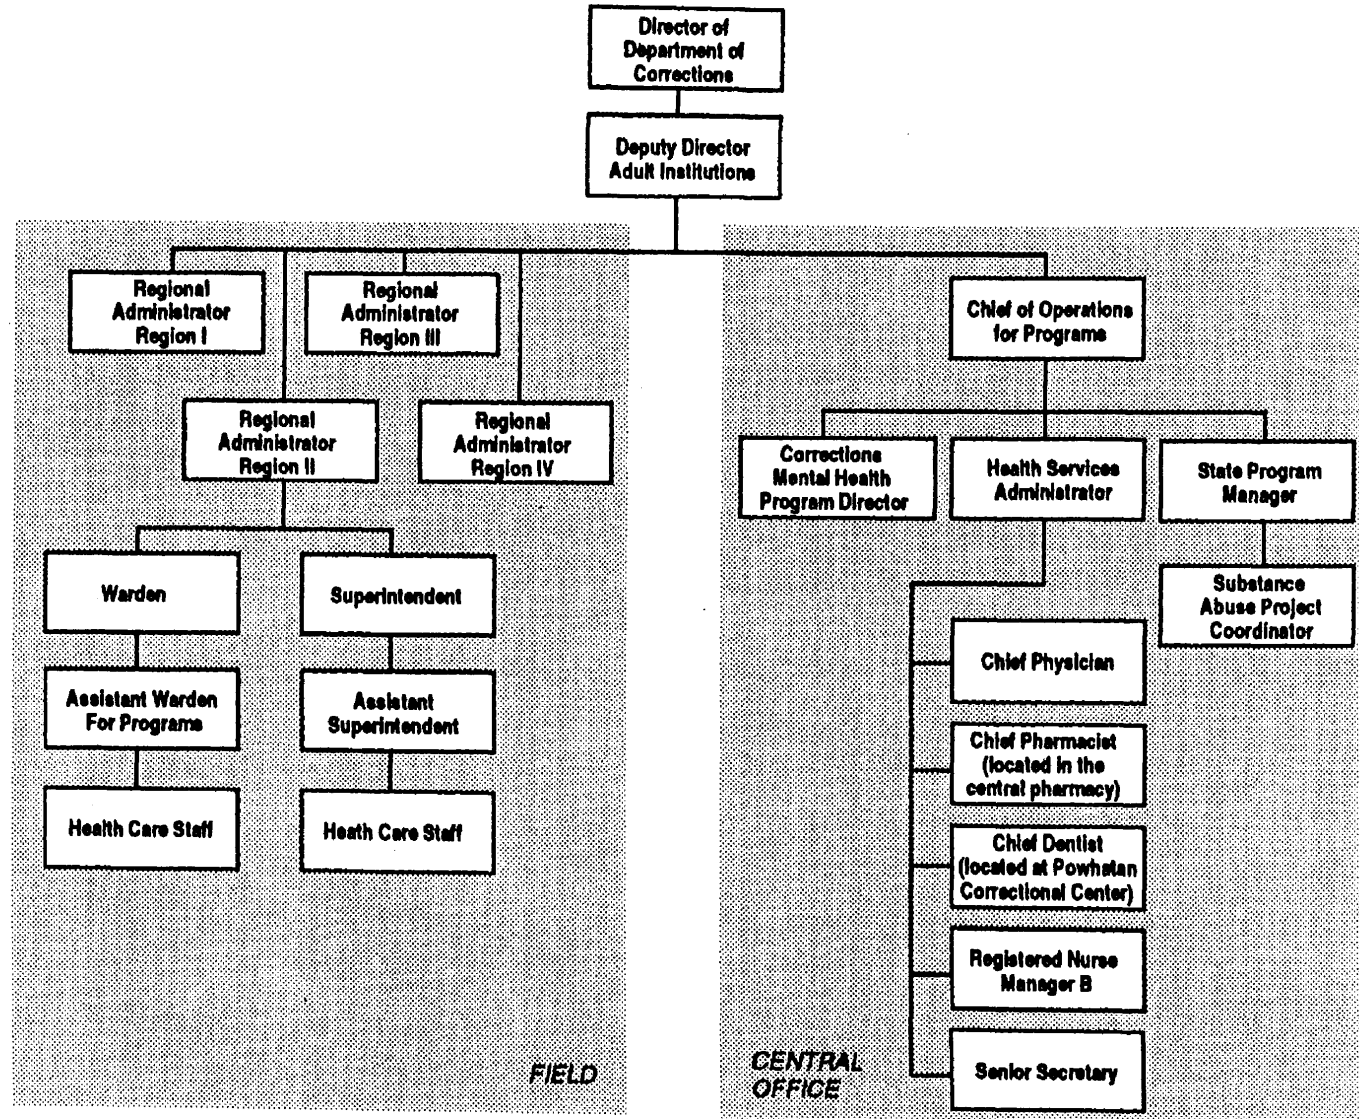 Director of
Department of
Corrections
Deputy Director
Adult Institutions
Regional
Administrator
Region I
Regional
Administrator
Region III
Regional
Administrator
Region II
Regional
Administrator
Region IV
Warden
Superintendent
Assistant Warden
For Programs
Assistant
Superintendent
Health Care Staff
Heath Care Staff
FIELD
Chief of Operations
for Programs
Corrections
Mental Health
Program Director
Health Services
Administrator
State Program
Manager
Substance
Abuse Project
Coordinator
Chief Physician
Chief Pharmacist
(located in the
central pharmacy)
Chief Dentist
(located at Powhatan
Correctional Center)
Registered Nurse
Manager B
Senior Secretary
CENTRAL
OFFICE